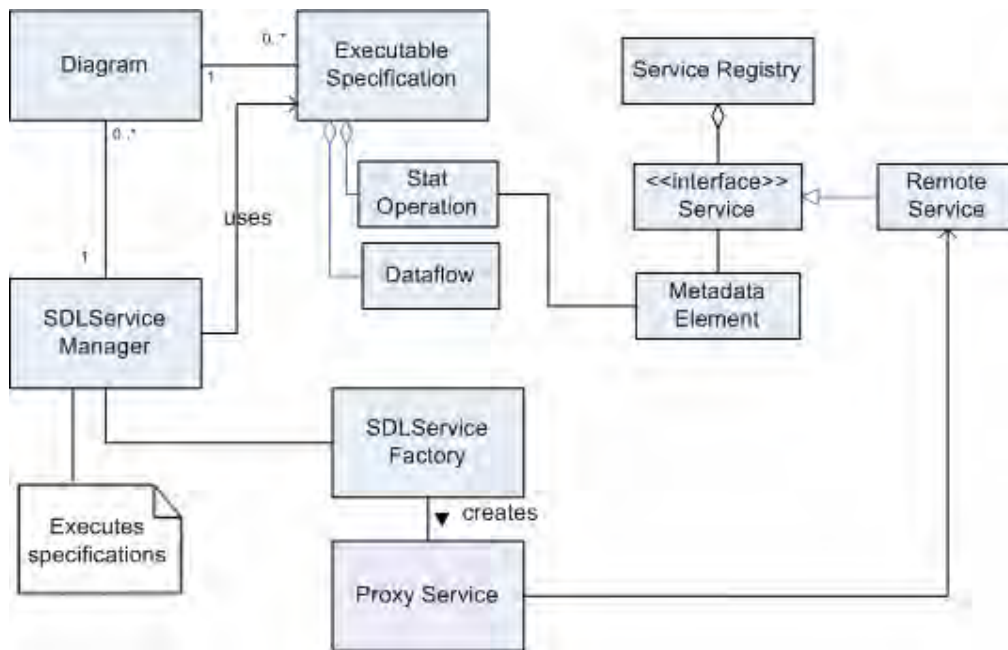 Diagram
0..*
1
Executable
Specification
Service Registry
0..*
Stat
Operation
<<interface>>
Service
Remote
Service
uses
1
Dataflow
SDLService
Manager
Metadata
Element
SDLService
Factory
creates
Executes
specifications
Proxy Service